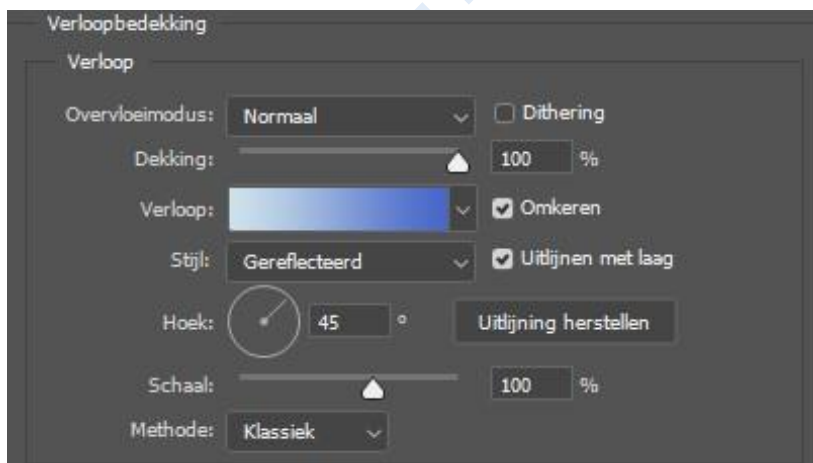 Verloopbedekking
Verloop
Overvloeimodus: Normaal Dithering
Dekking: 100 %
Verloop: Omkeren
Stijl: Gereflecteerd Uitlijnen met laag
Hoek: 45 ° Uitlijning herstellen
Schaal: 100 %
Methode: Klassiek